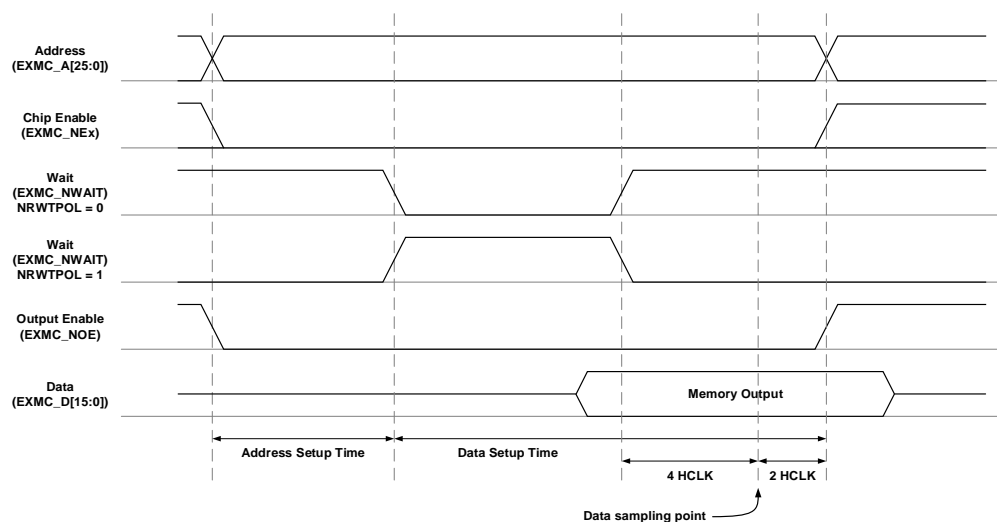 Address
(EXMC_A[25:0])
Chip Enable
(EXMC_NEx)
Wait
(EXMC_NWAIT)
NRWTPOL = 0
Wait
(EXMC_NWAIT)
NRWTPOL = 1
Output Enable
(EXMC_NOE)
Data
(EXMC_D[15:0])
Memory Output
Address Setup Time
Data Setup Time
4 HCLK
2 HCLK
Data sampling point